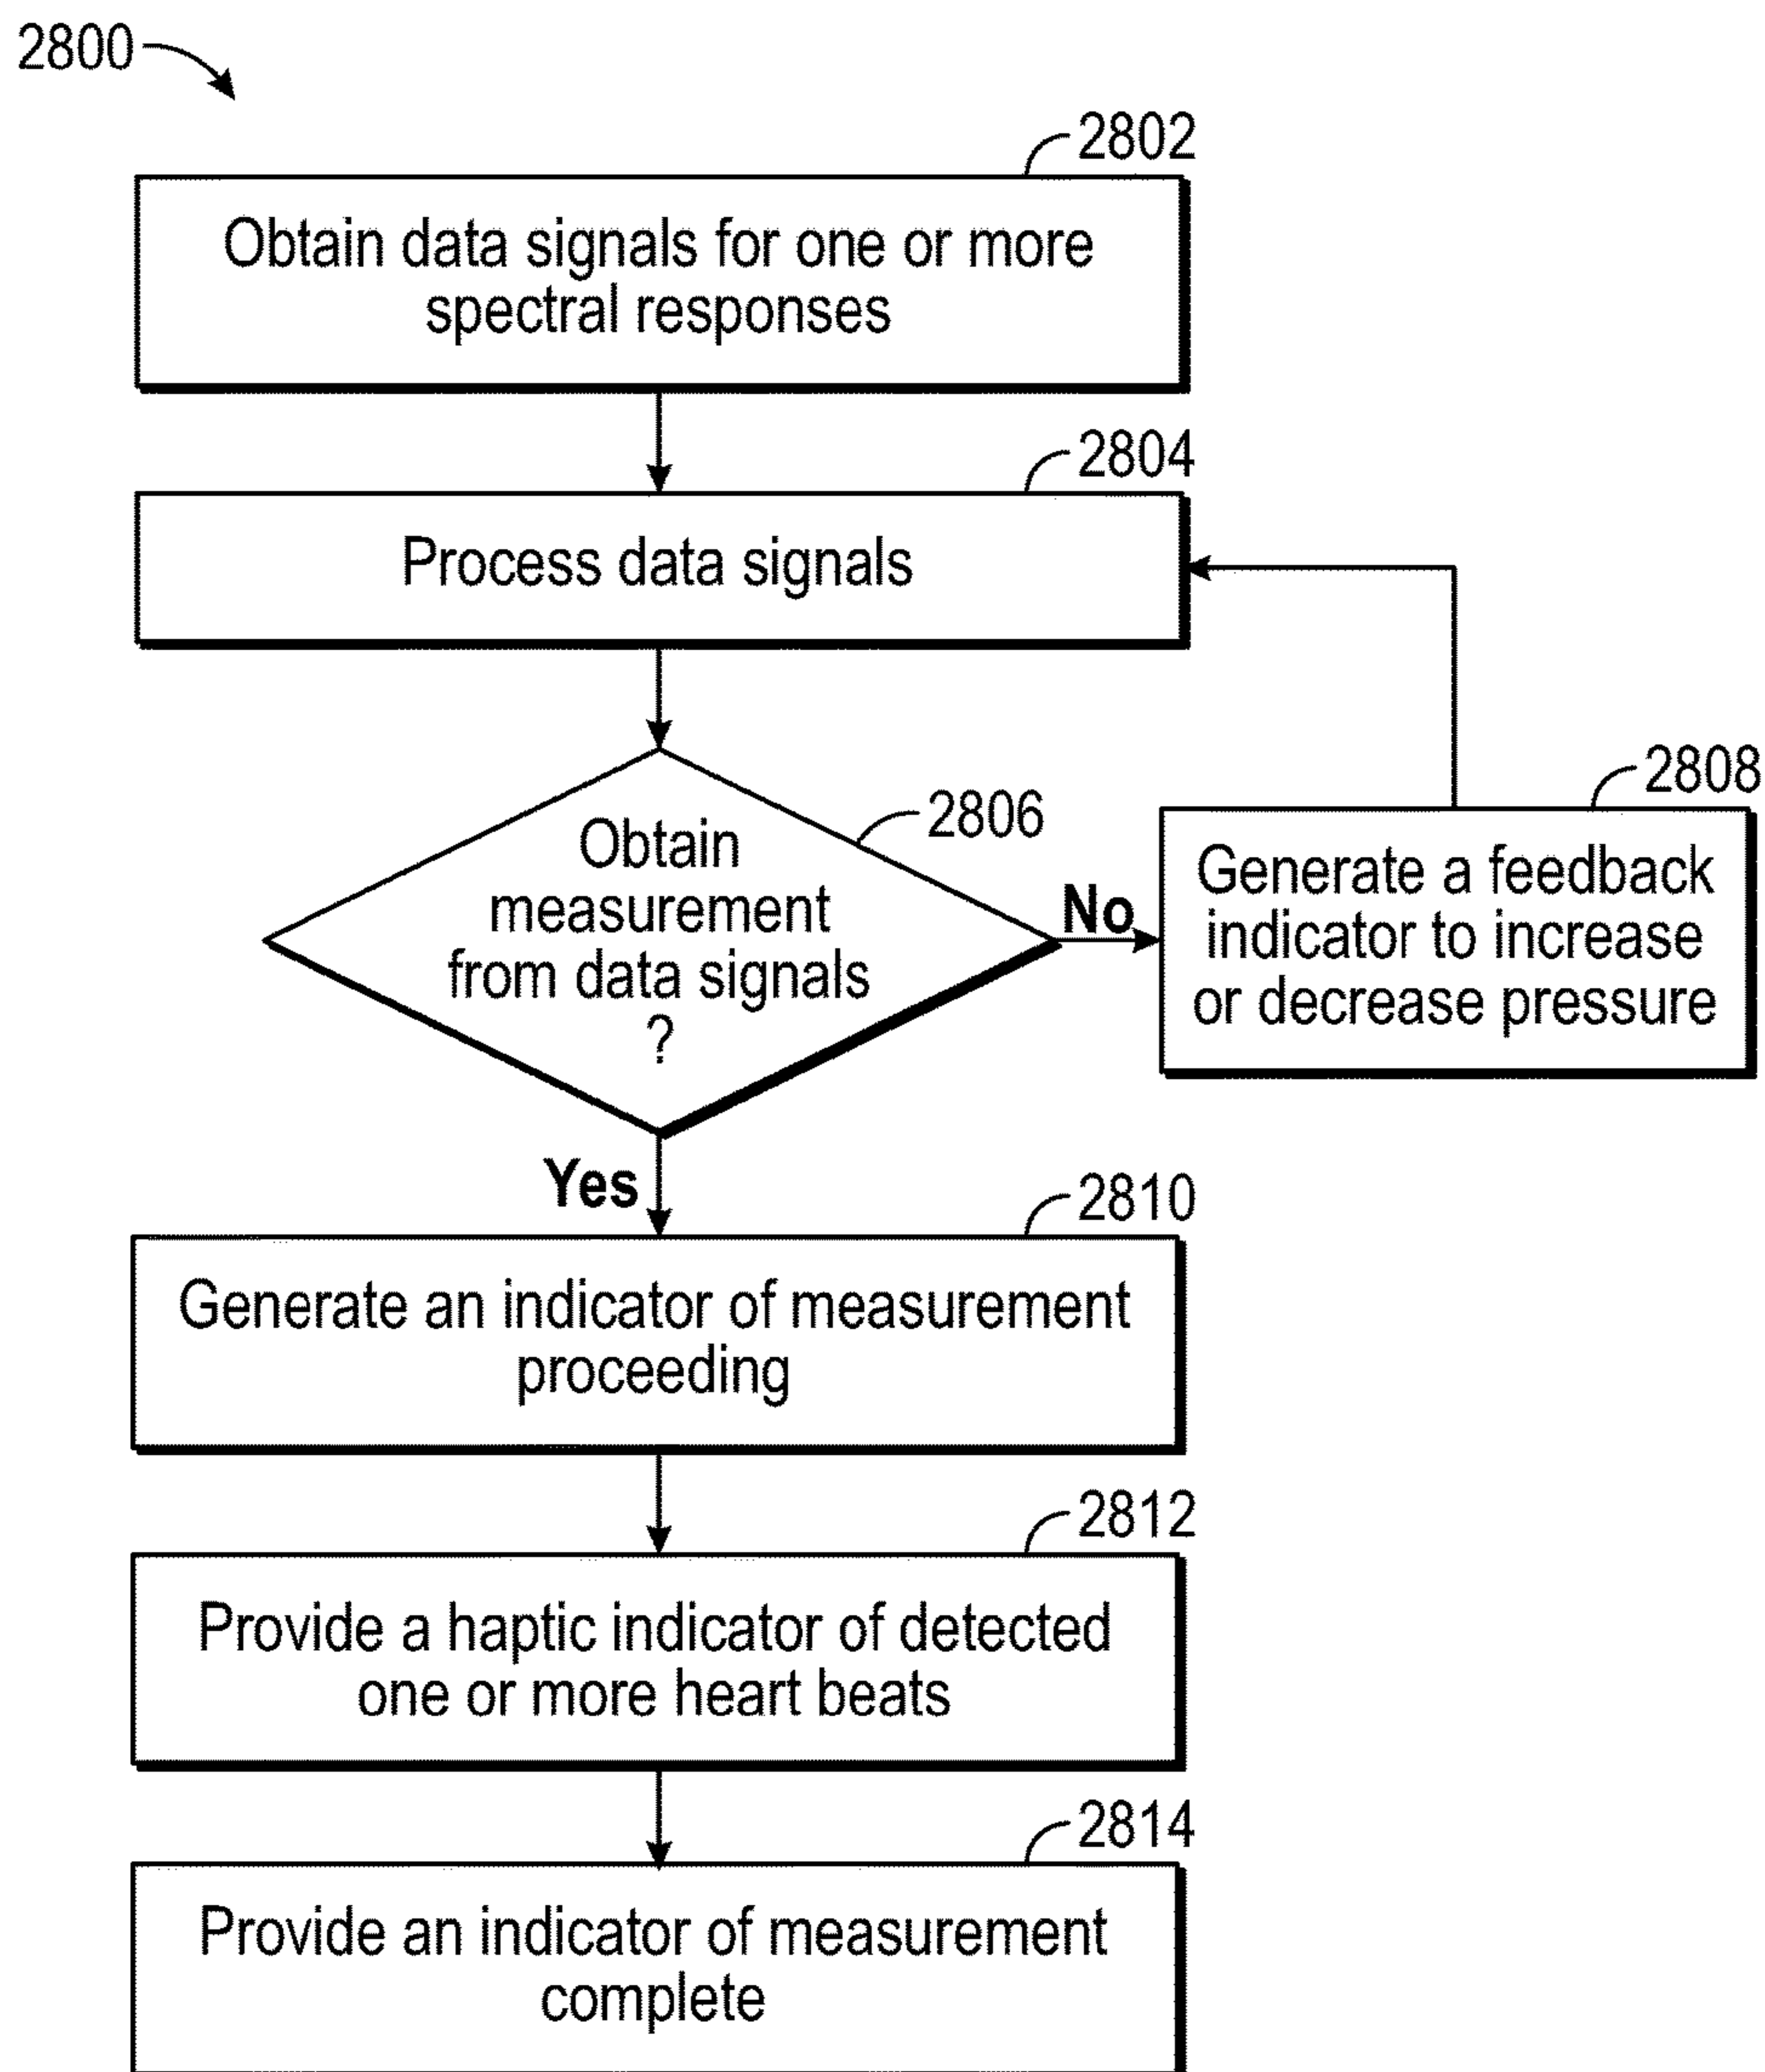 2800
2802
Obtain data signals for one or more
spectral responses
2804
Process data signals
2806
Obtain
measurement
from data signals
?
No
2808
Generate a feedback
indicator to increase
or decrease pressure
Yes
2810
Generate an indicator of measurement
proceeding
2812
Provide a haptic indicator of detected
one or more heart beats
2814
Provide an indicator of measurement
complete